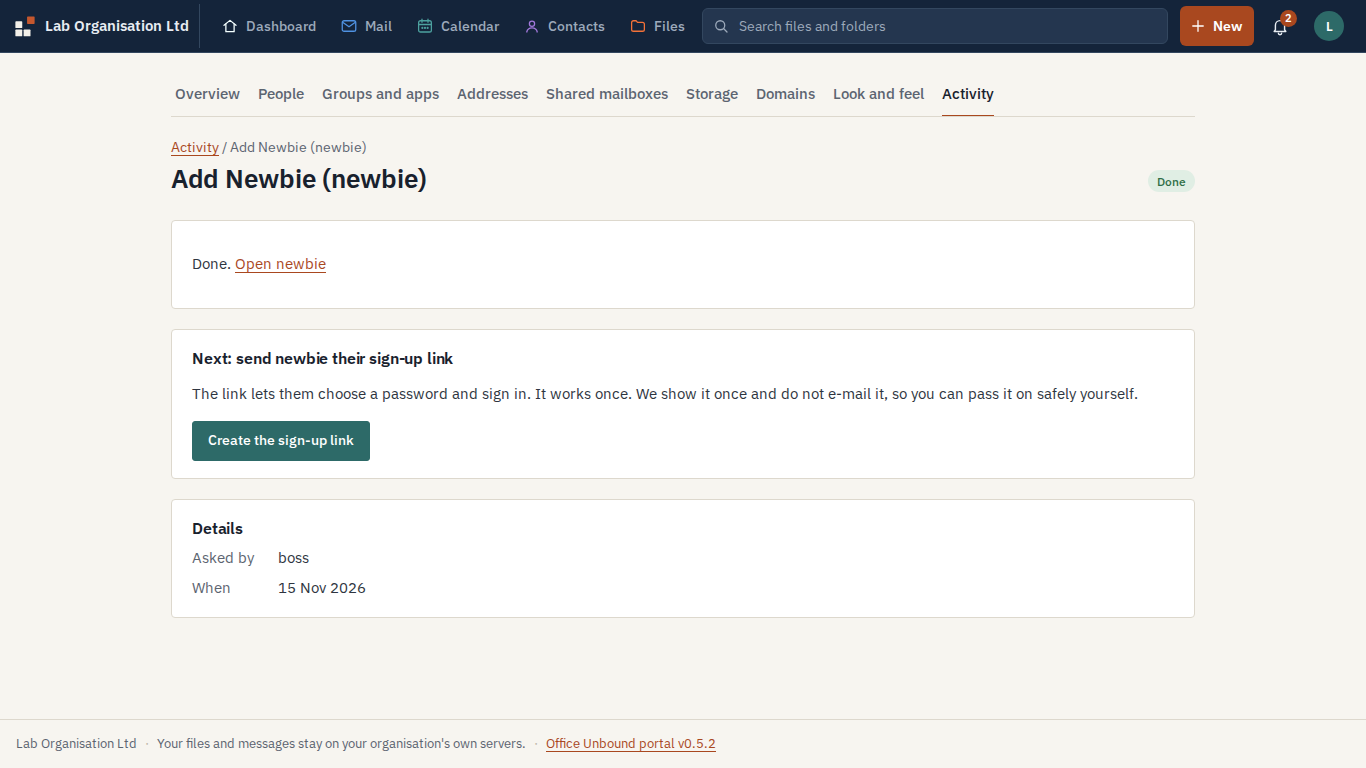 Lab Organisation Ltd
Dashboard
Mail
Calendar
Contacts
Files
Search files and folders
New
2
L
Overview
People
Groups and apps
Addresses
Shared mailboxes
Storage
Domains
Look and feel
Activity
Activity / Add Newbie (newbie)
Add Newbie (newbie)
Done
Done. Open newbie
Next: send newbie their sign-up link
The link lets them choose a password and sign in. It works once. We show it once and do not e-mail it, so you can pass it on safely yourself.
Create the sign-up link
Details
Asked by boss
When 15 Nov 2026
Lab Organisation Ltd · Your files and messages stay on your organisation's own servers. · Office Unbound portal v0.5.2